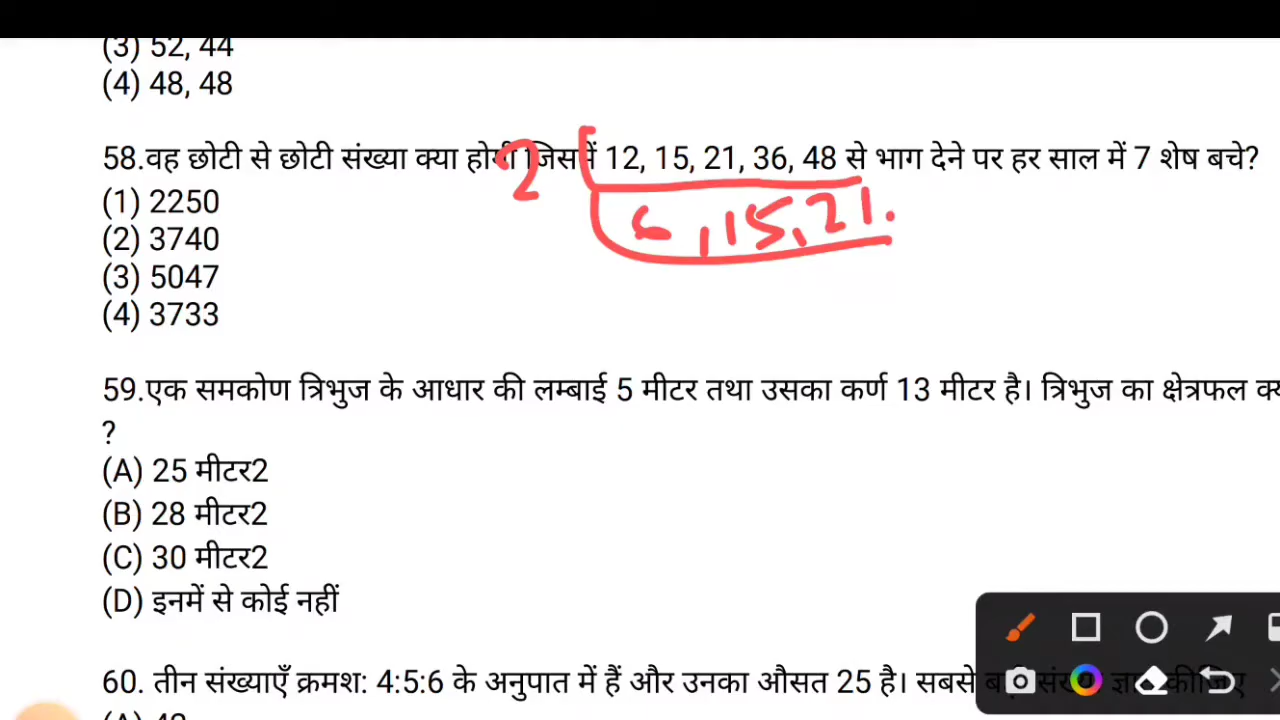 (3) 52, 44
(4) 48, 48
58.वह छोटी से छोटी संख्या क्या होगी जिसमें 12, 15, 21, 36, 48 से भाग देने पर हर साल में 7 शेष बचे?
2
6, 15, 21.
(1) 2250
(2) 3740
(3) 5047
(4) 3733
59.एक समकोण त्रिभुज के आधार की लम्बाई 5 मीटर तथा उसका कर्ण 13 मीटर है। त्रिभुज का क्षेत्रफल
?
(A) 25 मीटर2
(B) 28 मीटर2
(C) 30 मीटर2
(D) इनमें से कोई नहीं
60. तीन संख्याएँ क्रमश: 4:5:6 के अनुपात में हैं और उनका औसत 25 है। सबसे